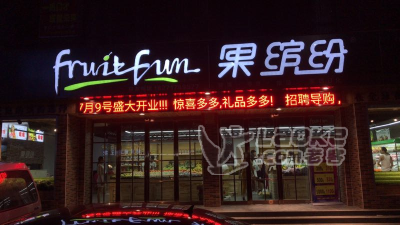 fruit fun 果缤纷
7月9号盛大开业!!! 惊喜多多,礼品多多! 招聘导购,